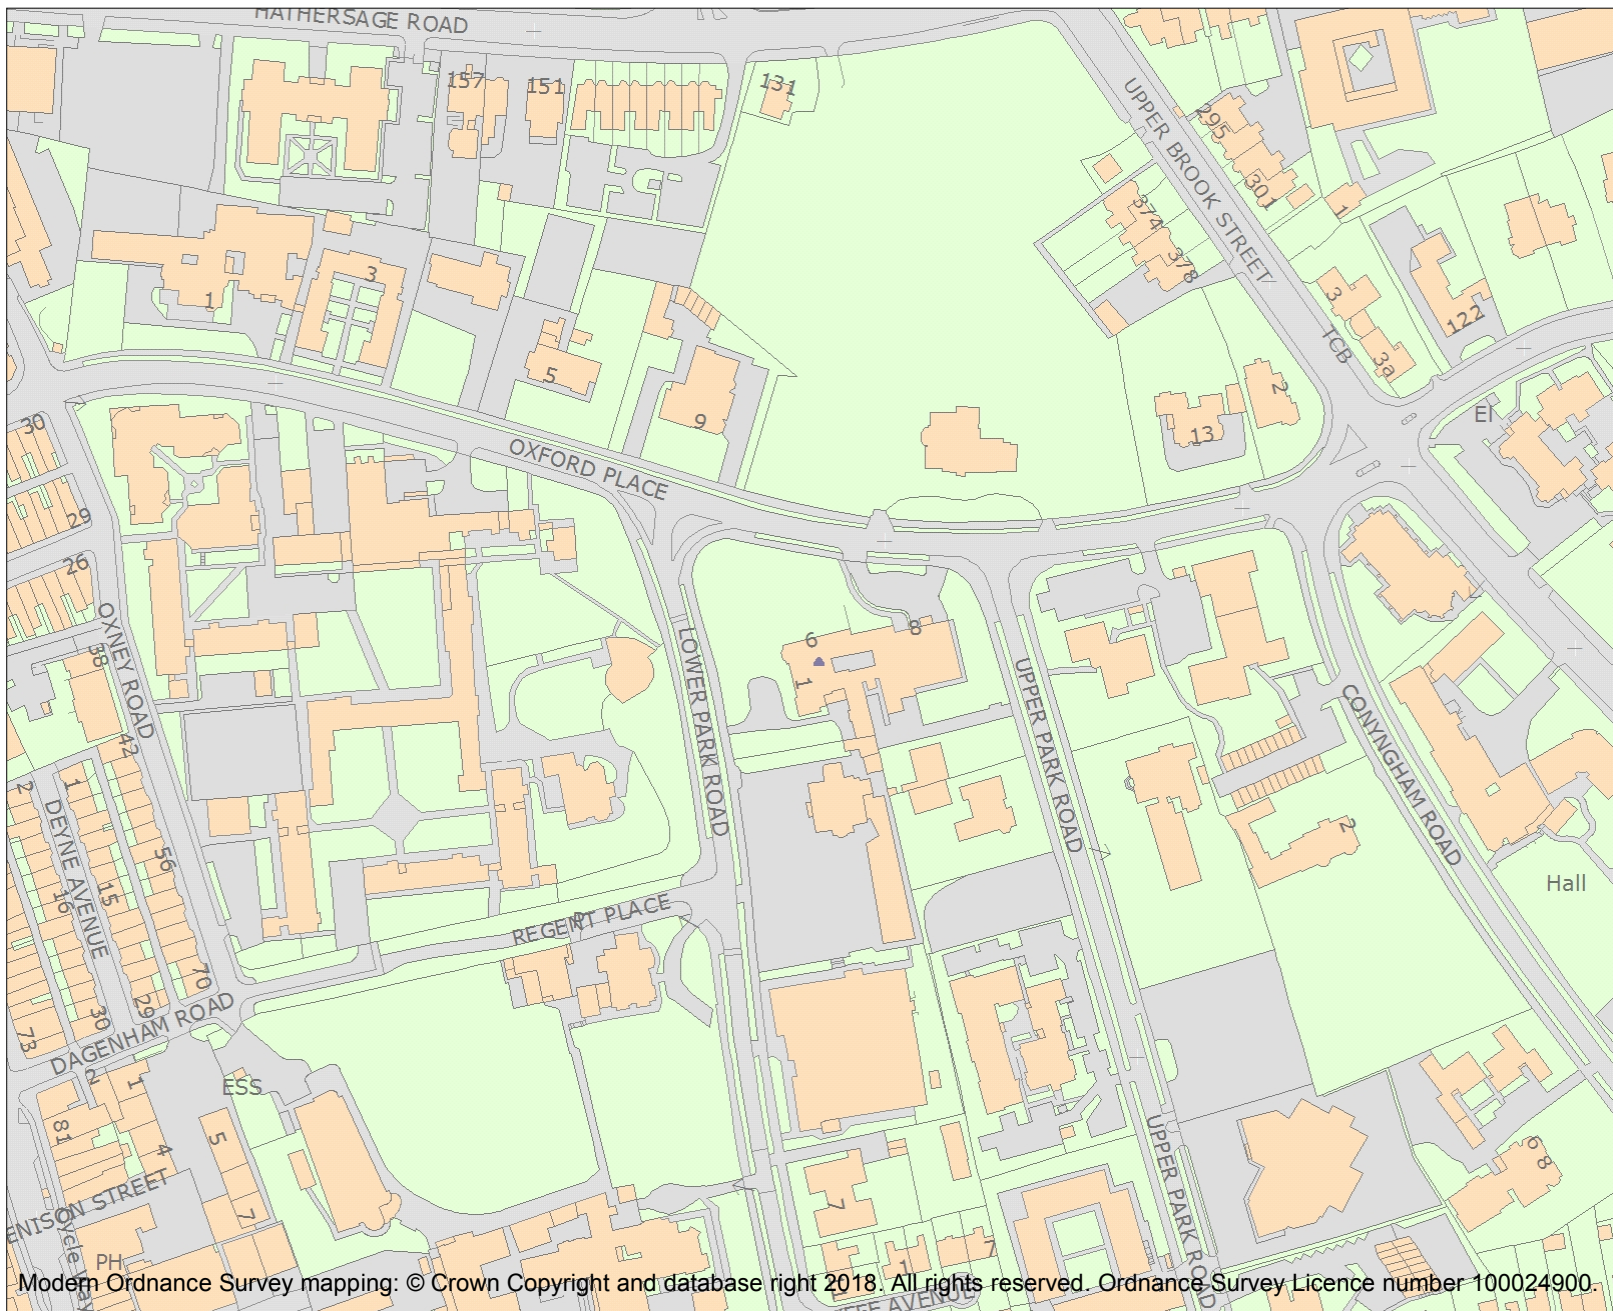 HATHERSAGE ROAD
157
151
131
UPPER BROOK STREET
295
301
1
374
378
3
1
3
3a
122
TCB
5
9
2
13
El
OXFORD PLACE
30
29
26
OXNEY ROAD
38
42
LOWER PARK ROAD
6
8
1
UPPER PARK ROAD
CONYNGHAM ROAD
2
Hall
2
1
DEYNE AVENUE
56
15
16
REGENT PLACE
70
29
30
73
DAGENHAM ROAD
2
1
ESS
81
4
5
7
ENISON STREET
Cycle Way
PH
7
1
7
UPPER PARK ROAD
6 8
AVENUE
Modern Ordnance Survey mapping: © Crown Copyright and database right 2018. All rights reserved. Ordnance Survey Licence number 100024900.